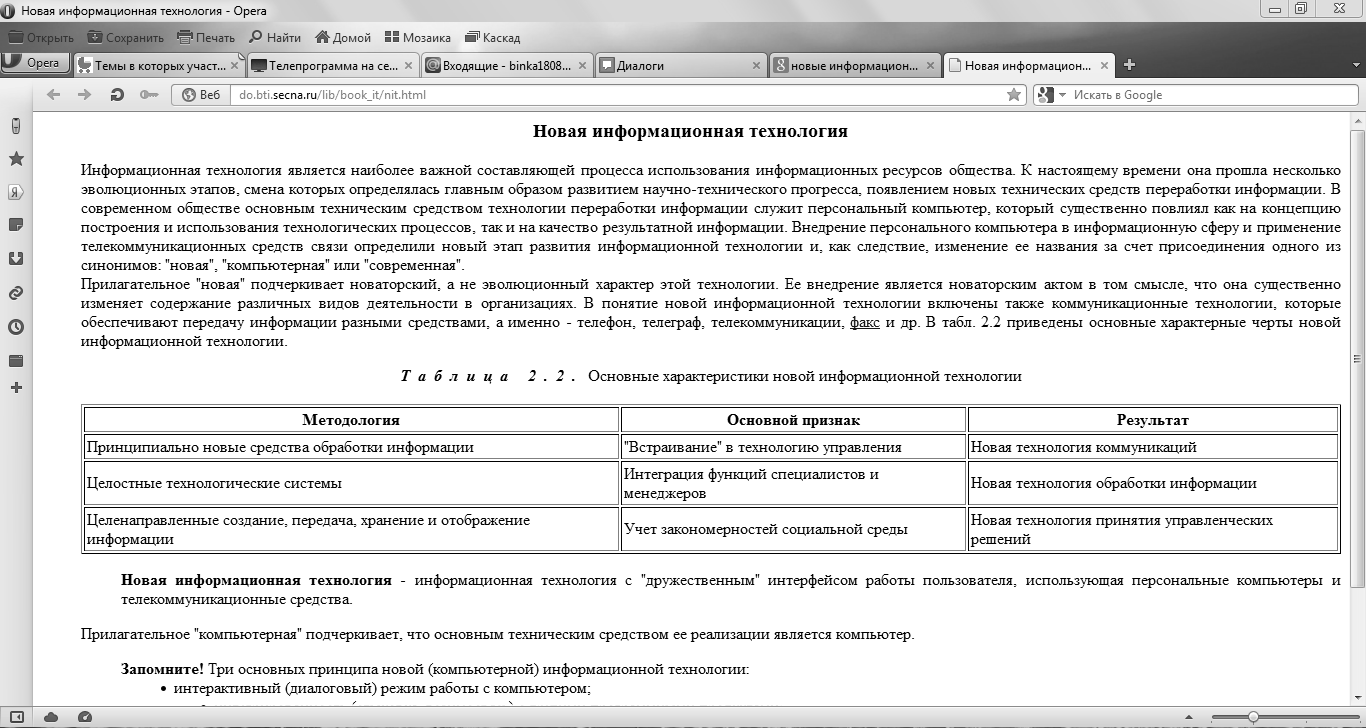 Новая информационная технология - Opera
Открыть Сохранить Печать Найти Домой Мозаика Каскад
Opera Темы в которых участ... Телепрограмма на се... Входящие - binka1808... Диалоги новые информацион... Новая информацион...
Веб do.bti.secna.ru/lib/book_it/nit.html Искать в Google
Новая информационная технология
Информационная технология является наиболее важной составляющей процесса использования информационных ресурсов общества. К настоящему времени она прошла несколько
эволюционных этапов, смена которых определялась главным образом развитием научно-технического прогресса, появлением новых технических средств переработки информации. В
современном обществе основным техническим средством технологии переработки информации служит персональный компьютер, который существенно повлиял как на концепцию
построения и использования технологических процессов, так и на качество результатной информации. Внедрение персонального компьютера в информационную сферу и применение
телекоммуникационных средств связи определили новый этап развития информационной технологии и, как следствие, изменение ее названия за счет присоединения одного из
синонимов: "новая", "компьютерная" или "современная".
Прилагательное "новая" подчеркивает новаторский, а не эволюционный характер этой технологии. Ее внедрение является новаторским актом в том смысле, что она существенно
изменяет содержание различных видов деятельности в организациях. В понятие новой информационной технологии включены также коммуникационные технологии, которые
обеспечивают передачу информации разными средствами, а именно - телефон, телеграф, телекоммуникации, факс и др. В табл. 2.2 приведены основные характерные черты новой
информационной технологии.
Таблица 2.2. Основные характеристики новой информационной технологии
Методология Основной признак Результат
Принципиально новые средства обработки информации "Встраивание" в технологию управления Новая технология коммуникаций
Целостные технологические системы Интеграция функций специалистов и
менеджеров Новая технология обработки информации
Целенаправленные создание, передача, хранение и отображение
информации Учет закономерностей социальной среды Новая технология принятия управленческих
решений
Новая информационная технология - информационная технология с "дружественным" интерфейсом работы пользователя, использующая персональные компьютеры и
телекоммуникационные средства.
Прилагательное "компьютерная" подчеркивает, что основным техническим средством ее реализации является компьютер.
Запомните! Три основных принципа новой (компьютерной) информационной технологии:
• интерактивный (диалоговый) режим работы с компьютером;